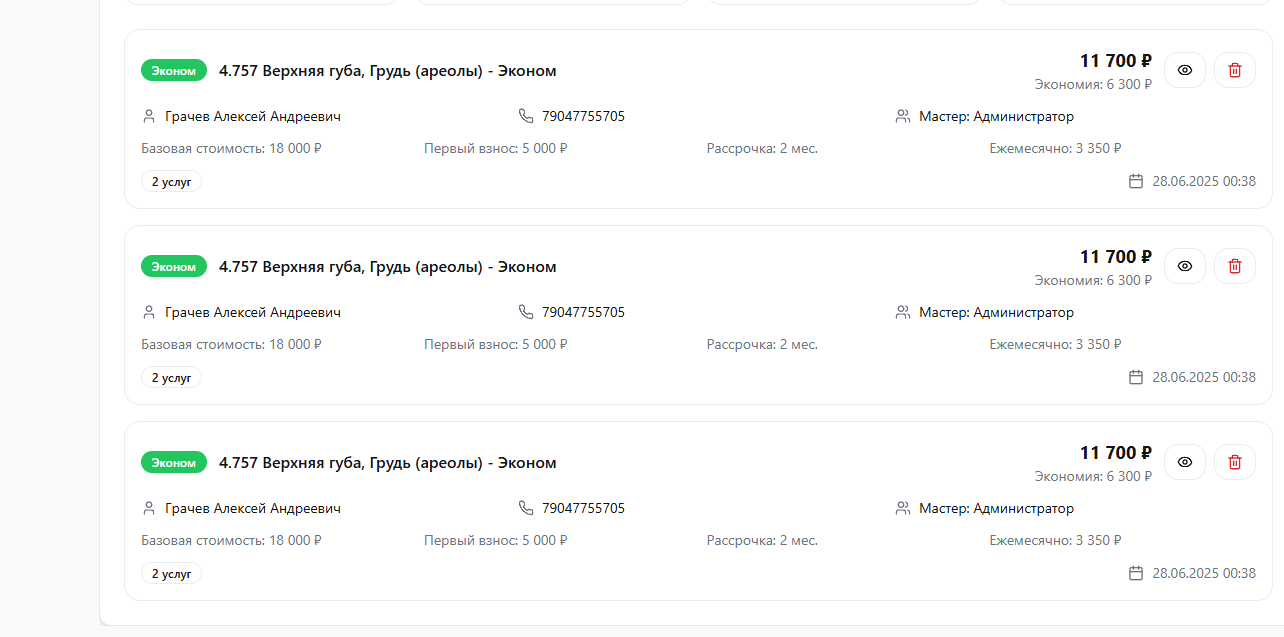 Эконом 4.757 Верхняя губа, Грудь (ареолы) - Эконом 11 700 ₽
Экономия: 6 300 ₽
Грачев Алексей Андреевич 79047755705 Мастер: Администратор
Базовая стоимость: 18 000 ₽ Первый взнос: 5 000 ₽ Рассрочка: 2 мес. Ежемесячно: 3 350 ₽
2 услуг 28.06.2025 00:38
Эконом 4.757 Верхняя губа, Грудь (ареолы) - Эконом 11 700 ₽
Экономия: 6 300 ₽
Грачев Алексей Андреевич 79047755705 Мастер: Администратор
Базовая стоимость: 18 000 ₽ Первый взнос: 5 000 ₽ Рассрочка: 2 мес. Ежемесячно: 3 350 ₽
2 услуг 28.06.2025 00:38
Эконом 4.757 Верхняя губа, Грудь (ареолы) - Эконом 11 700 ₽
Экономия: 6 300 ₽
Грачев Алексей Андреевич 79047755705 Мастер: Администратор
Базовая стоимость: 18 000 ₽ Первый взнос: 5 000 ₽ Рассрочка: 2 мес. Ежемесячно: 3 350 ₽
2 услуг 28.06.2025 00:38